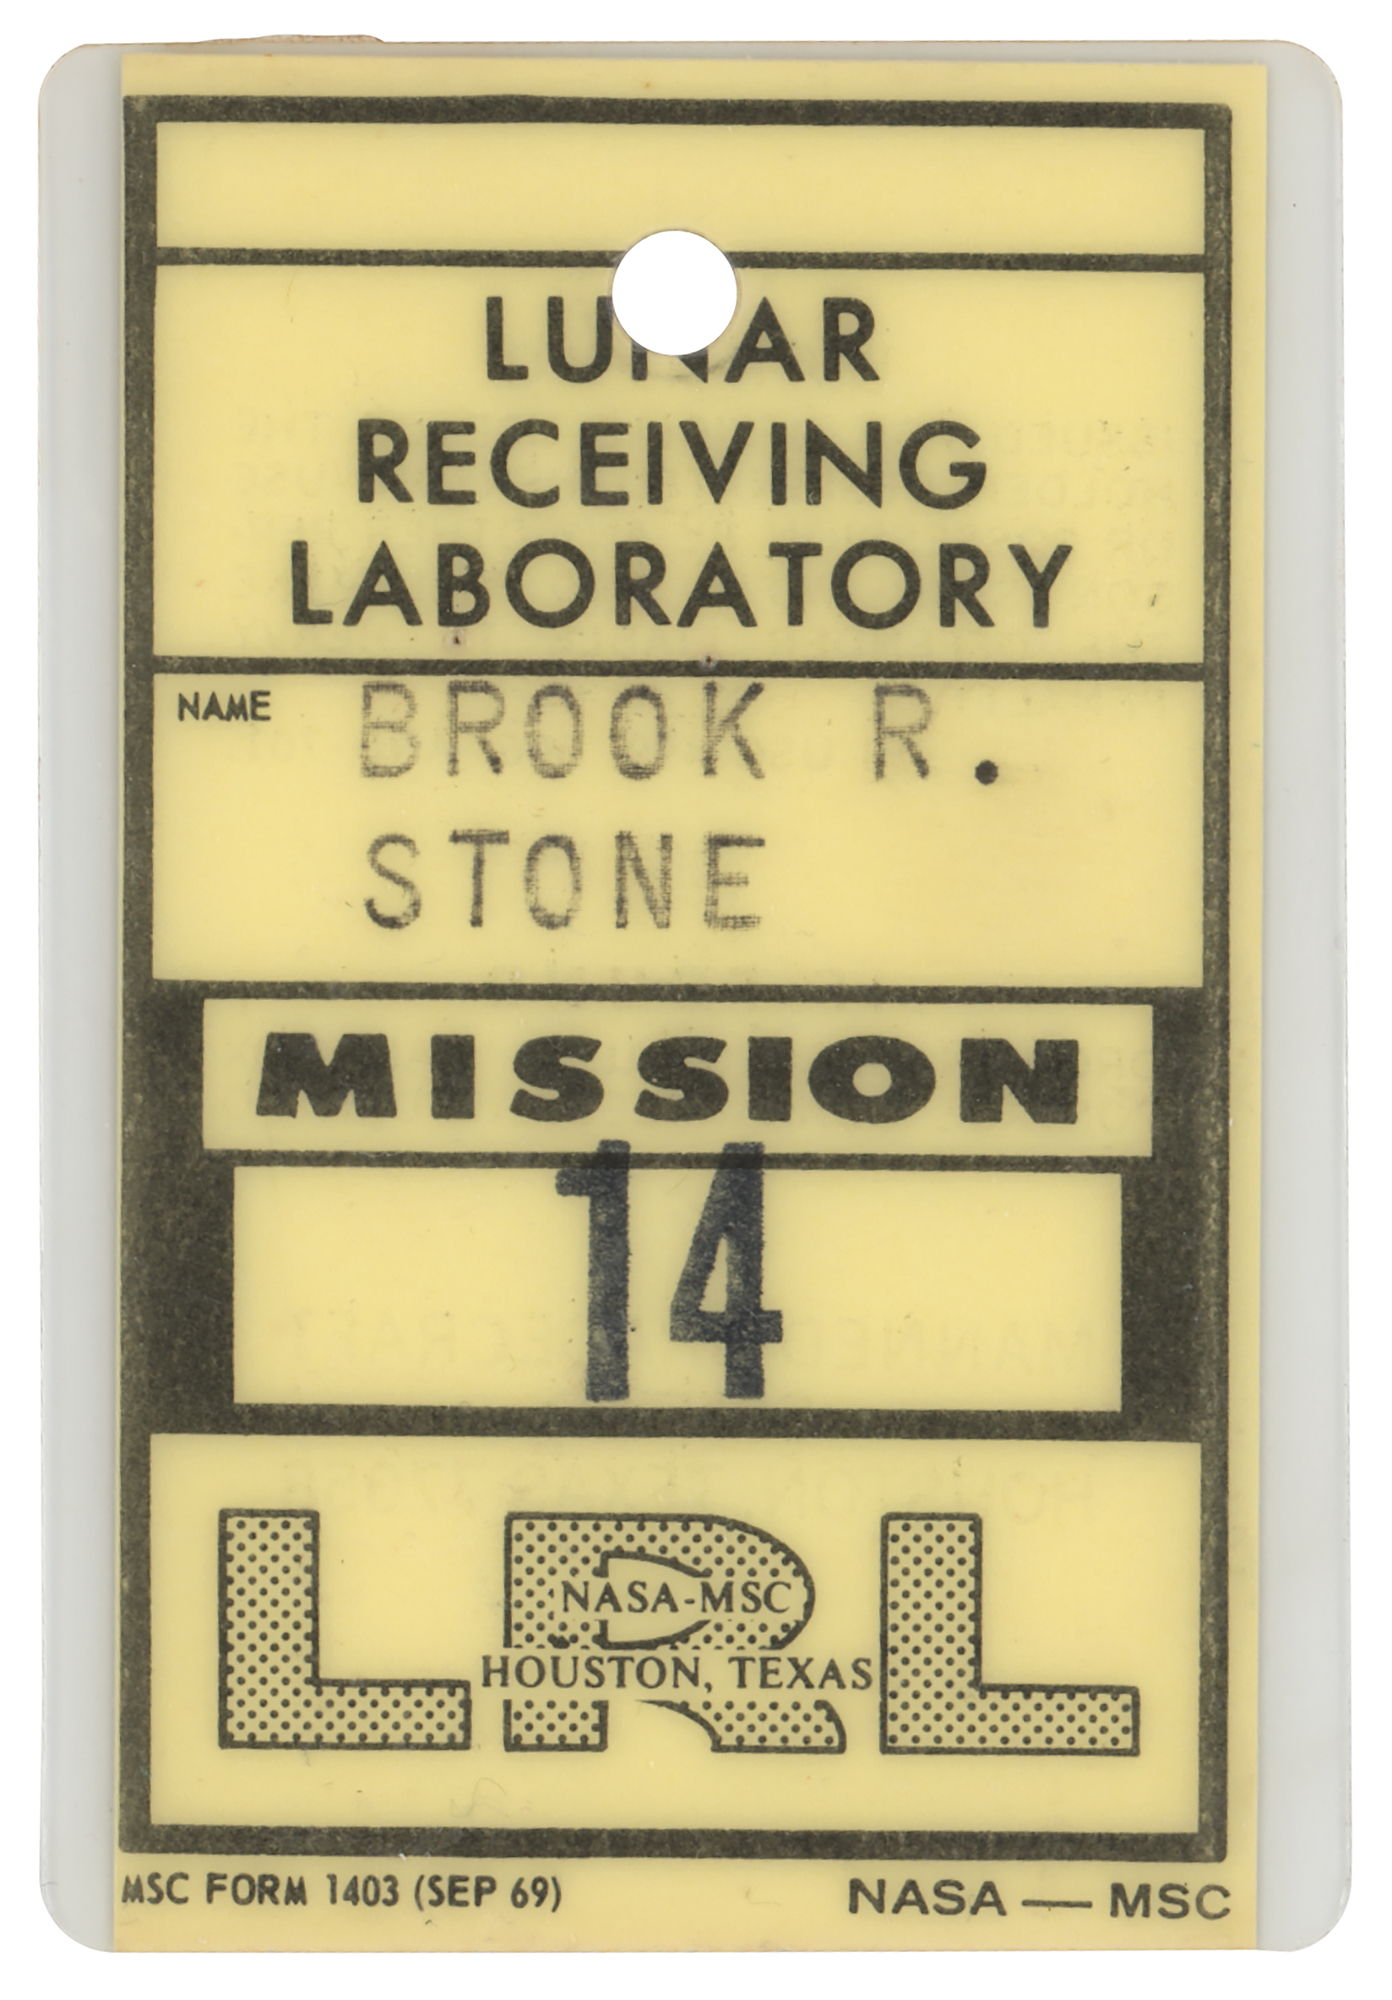 LUNAR
RECEIVING
LABORATORY
NAME BROOK R.
STONE
MISSION
14
LRL
NASA-MSC
HOUSTON, TEXAS
MSC FORM 1403 (SEP 69) NASA — MSC